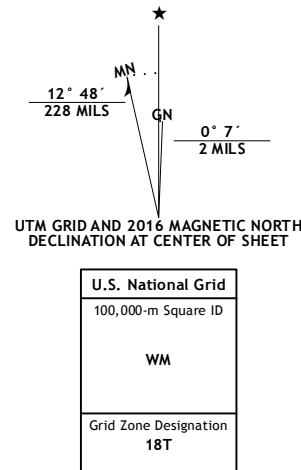 ★
MN
GN
12° 48´
228 MILS
0° 7´
2 MILS
UTM GRID AND 2016 MAGNETIC NORTH
DECLINATION AT CENTER OF SHEET
U.S. National Grid
100,000-m Square ID
WM
Grid Zone Designation
18T